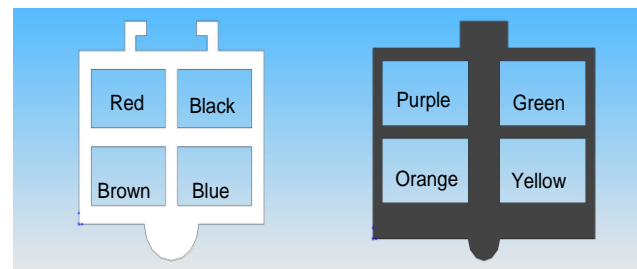 Red
Black
Brown
Blue
Purple
Green
Orange
Yellow